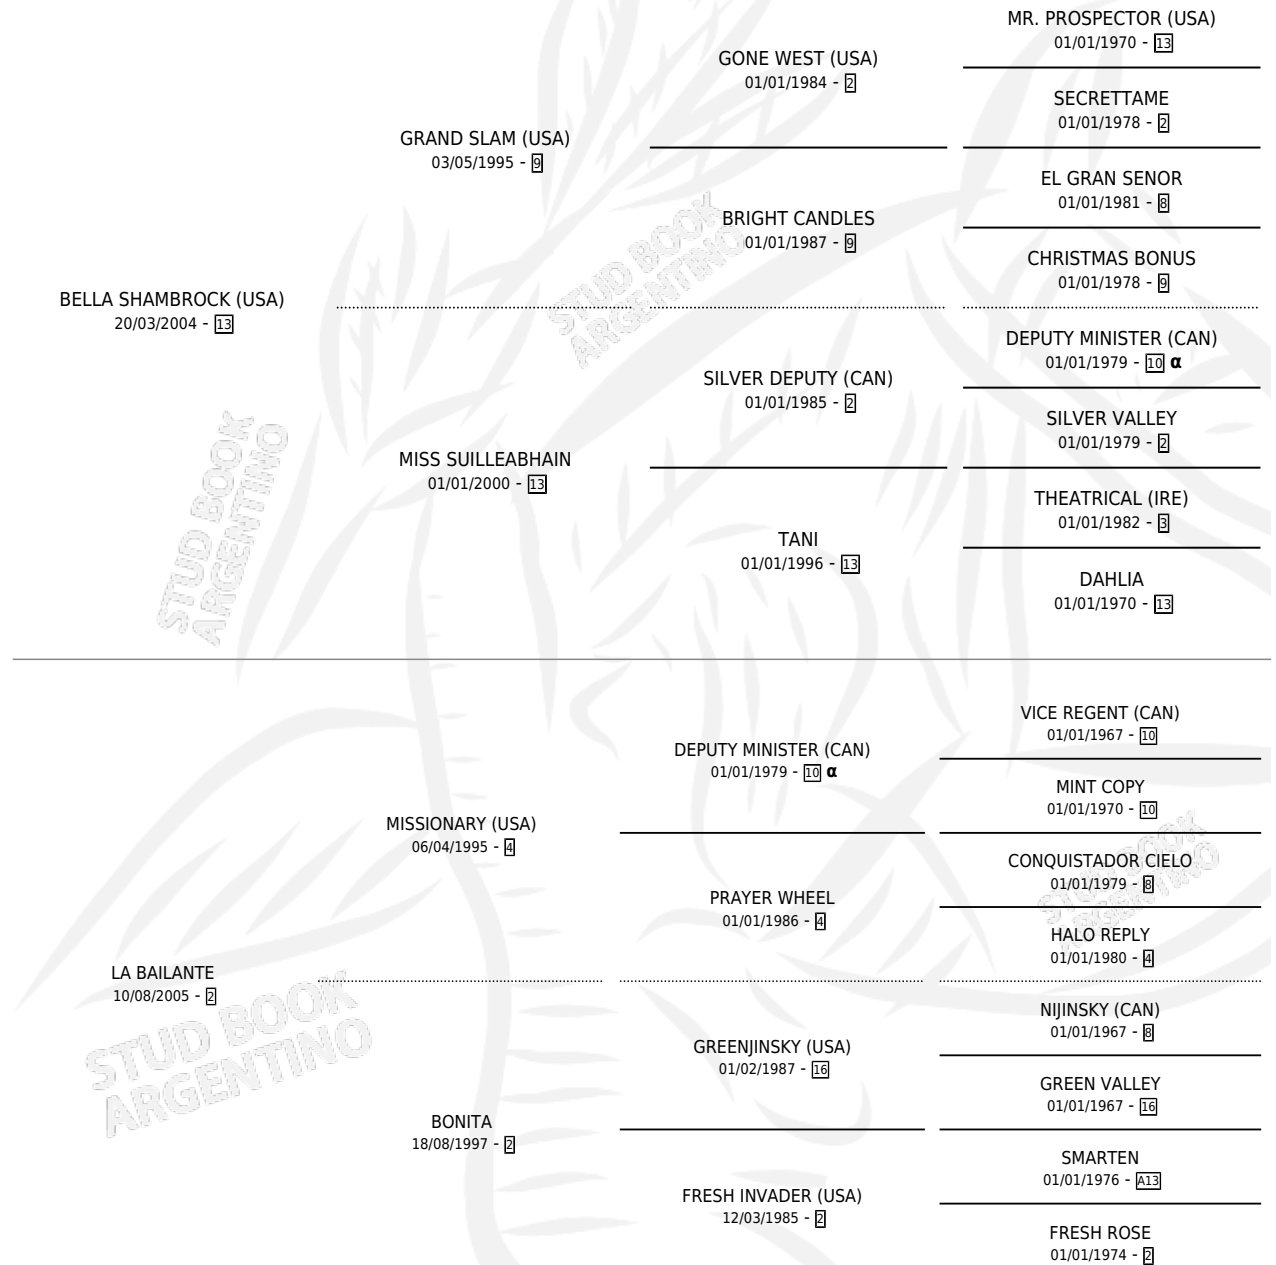 MR. PROSPECTOR (USA)
01/01/1970 - 13
GONE WEST (USA)
01/01/1984 - 2
SECRETTAME
01/01/1978 - 2
GRAND SLAM (USA)
03/05/1995 - 9
EL GRAN SENOR
01/01/1981 - 8
BRIGHT CANDLES
01/01/1987 - 9
CHRISTMAS BONUS
01/01/1978 - 9
BELLA SHAMBROCK (USA)
20/03/2004 - 13
DEPUTY MINISTER (CAN)
01/01/1979 - 10 α
SILVER DEPUTY (CAN)
01/01/1985 - 2
SILVER VALLEY
01/01/1979 - 2
MISS SUILLEABHAIN
01/01/2000 - 13
THEATRICAL (IRE)
01/01/1982 - 3
TANI
01/01/1996 - 13
DAHLIA
01/01/1970 - 13
VICE REGENT (CAN)
01/01/1967 - 10
DEPUTY MINISTER (CAN)
01/01/1979 - 10 α
MINT COPY
01/01/1970 - 10
MISSIONARY (USA)
06/04/1995 - 4
CONQUISTADOR CIELO
01/01/1979 - 8
PRAYER WHEEL
01/01/1986 - 4
HALO REPLY
01/01/1980 - 4
LA BAILANTE
10/08/2005 - 2
NIJINSKY (CAN)
01/01/1967 - 8
GREENJINSKY (USA)
01/02/1987 - 16
GREEN VALLEY
01/01/1967 - 16
BONITA
18/08/1997 - 2
SMARTEN
01/01/1976 - A13
FRESH INVADER (USA)
12/03/1985 - 2
FRESH ROSE
01/01/1974 - 2
STUD BOOK
ARGENTINO
STUD BOOK
ARGENTINO
STUD BOOK
ARGENTINO
STUD BOOK
ARGENTINO